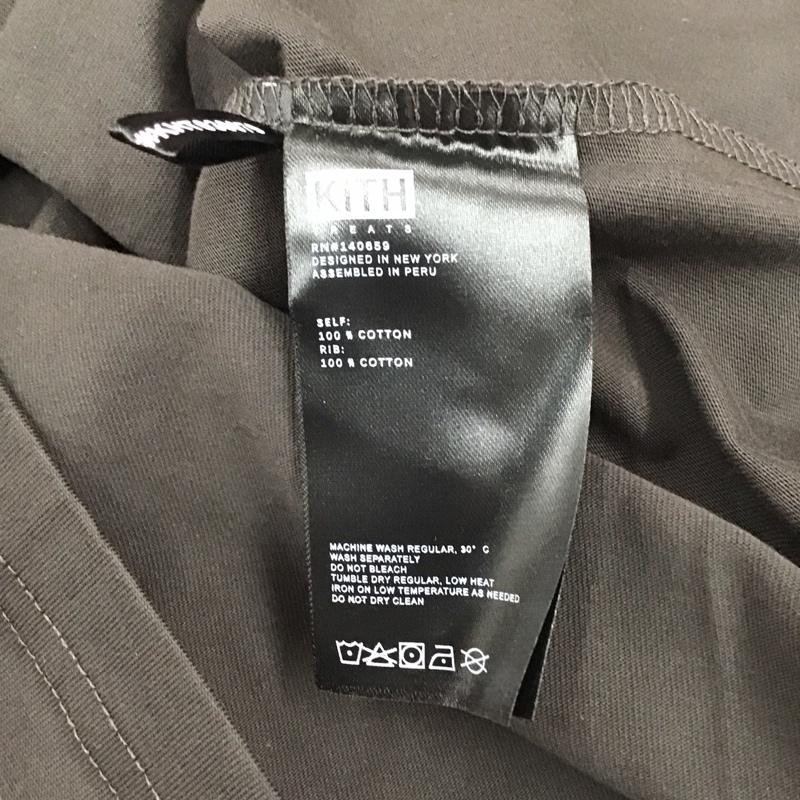 KITH
TREATS
RN#140659
DESIGNED IN NEW YORK
ASSEMBLED IN PERU
SELF:
100 % COTTON
RIB:
100 % COTTON
MACHINE WASH REGULAR, 30° C
WASH SEPARATELY
DO NOT BLEACH
TUMBLE DRY REGULAR, LOW HEAT
IRON ON LOW TEMPERATURE AS NEEDED
DO NOT DRY CLEAN